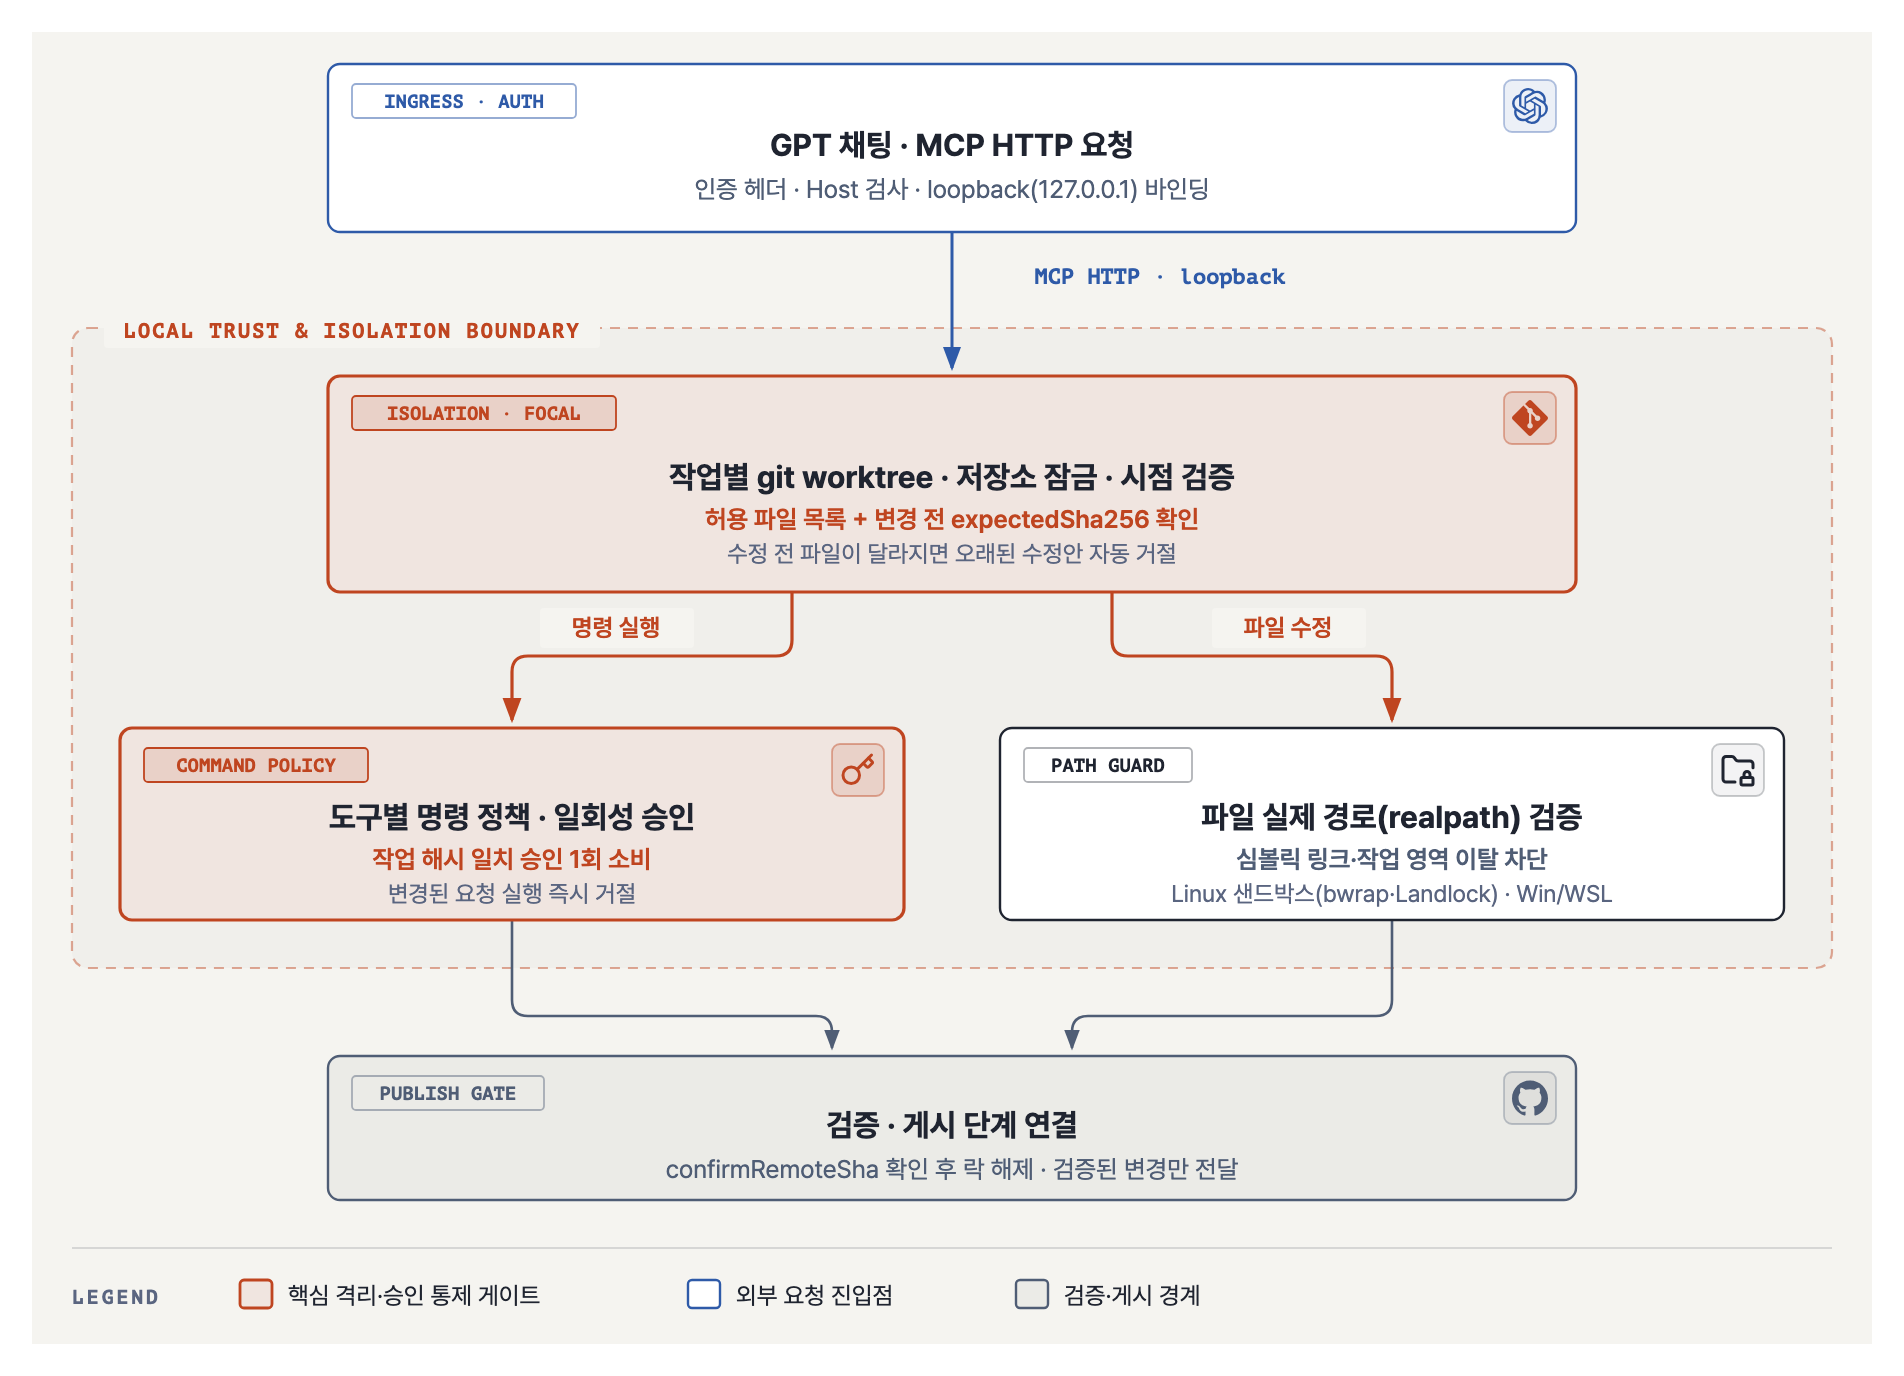 INGRESS · AUTH
GPT 채팅 · MCP HTTP 요청
인증 헤더 · Host 검사 · loopback(127.0.0.1) 바인딩
MCP HTTP · loopback
LOCAL TRUST & ISOLATION BOUNDARY
ISOLATION · FOCAL
작업별 git worktree · 저장소 잠금 · 시점 검증
허용 파일 목록 + 변경 전 expectedSha256 확인
수정 전 파일이 달라지면 오래된 수정안 자동 거절
명령 실행
파일 수정
COMMAND POLICY
도구별 명령 정책 · 일회성 승인
작업 해시 일치 승인 1회 소비
변경된 요청 실행 즉시 거절
PATH GUARD
파일 실제 경로(realpath) 검증
심볼릭 링크·작업 영역 이탈 차단
Linux 샌드박스(bwrap·Landlock) · Win/WSL
PUBLISH GATE
검증 · 게시 단계 연결
confirmRemoteSha 확인 후 락 해제 · 검증된 변경만 전달
LEGEND
핵심 격리·승인 통제 게이트
외부 요청 진입점
검증·게시 경계